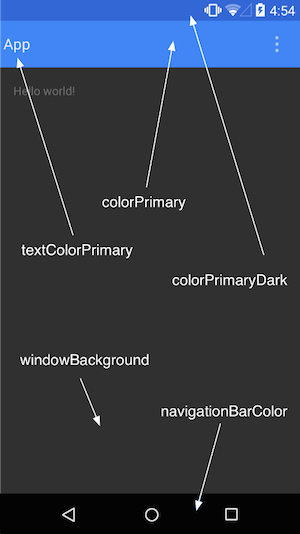 4:54
App
Hello world!
colorPrimary
textColorPrimary
colorPrimaryDark
windowBackground
navigationBarColor